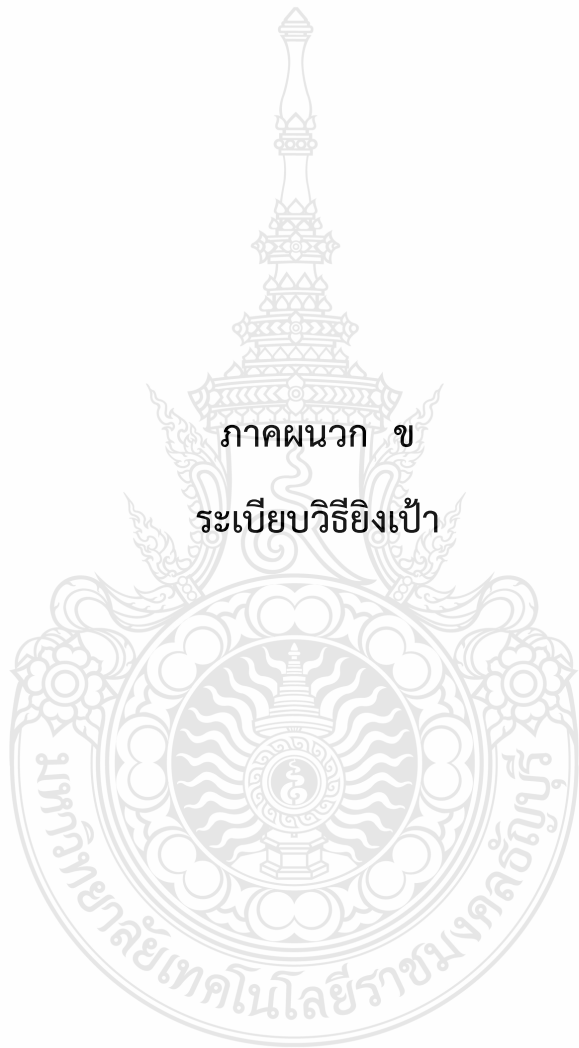 ภาคผนวก ข
ระเบียบวิธียิงเป้า
มหาวิทยาลัยเทคโนโลยีราชมงคลธัญบุรี